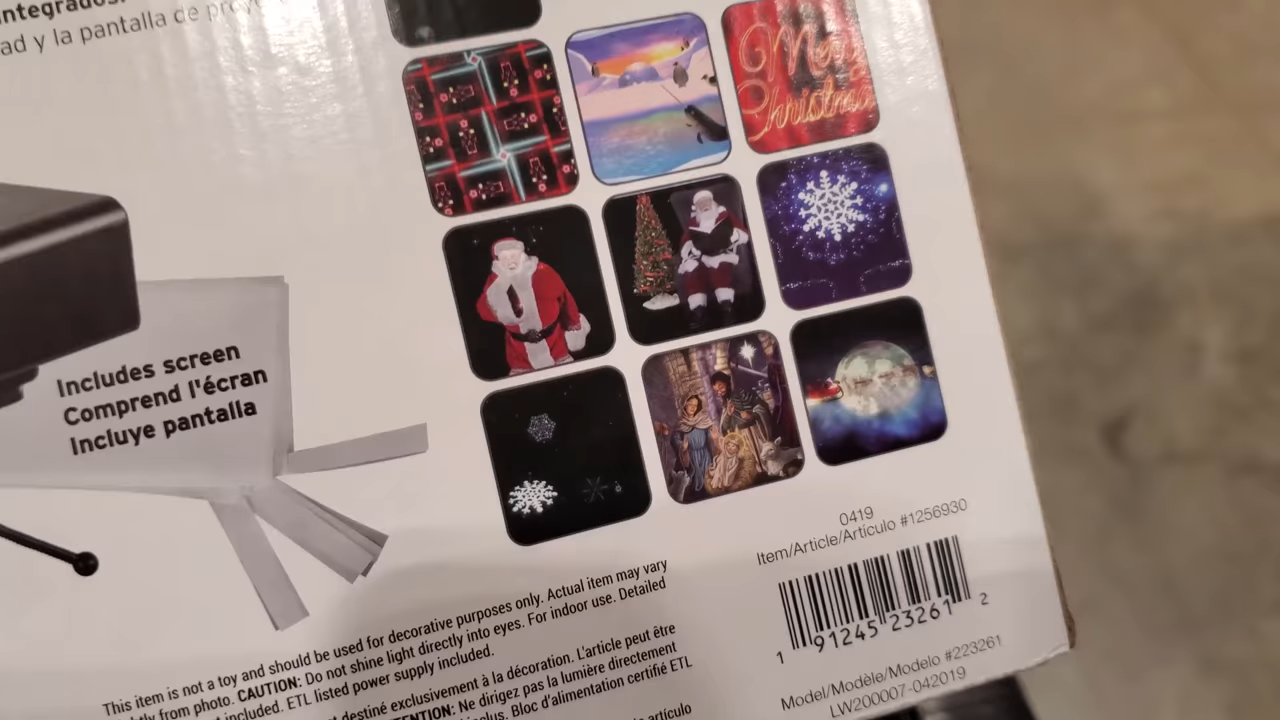 integrados.
ad y la pantalla de
Merry
Christmas
Includes screen
Comprend l'écran
Incluye pantalla
0419
Item/Article/Artículo #1256930
1 91245 23261 2
Model/Modèle/Modelo #223261
LW200007-042019
This item is not a toy and should be used for decorative purposes only. Actual item may vary
tly from photo. CAUTION: Do not shine light directly into eyes. For indoor use. Detailed
t included. ETL listed power supply included.
t destiné exclusivement à la décoration. L'article peut être
TENTION: Ne dirigez pas la lumière directement
clus. Bloc d'alimentation certifié ETL
artículo